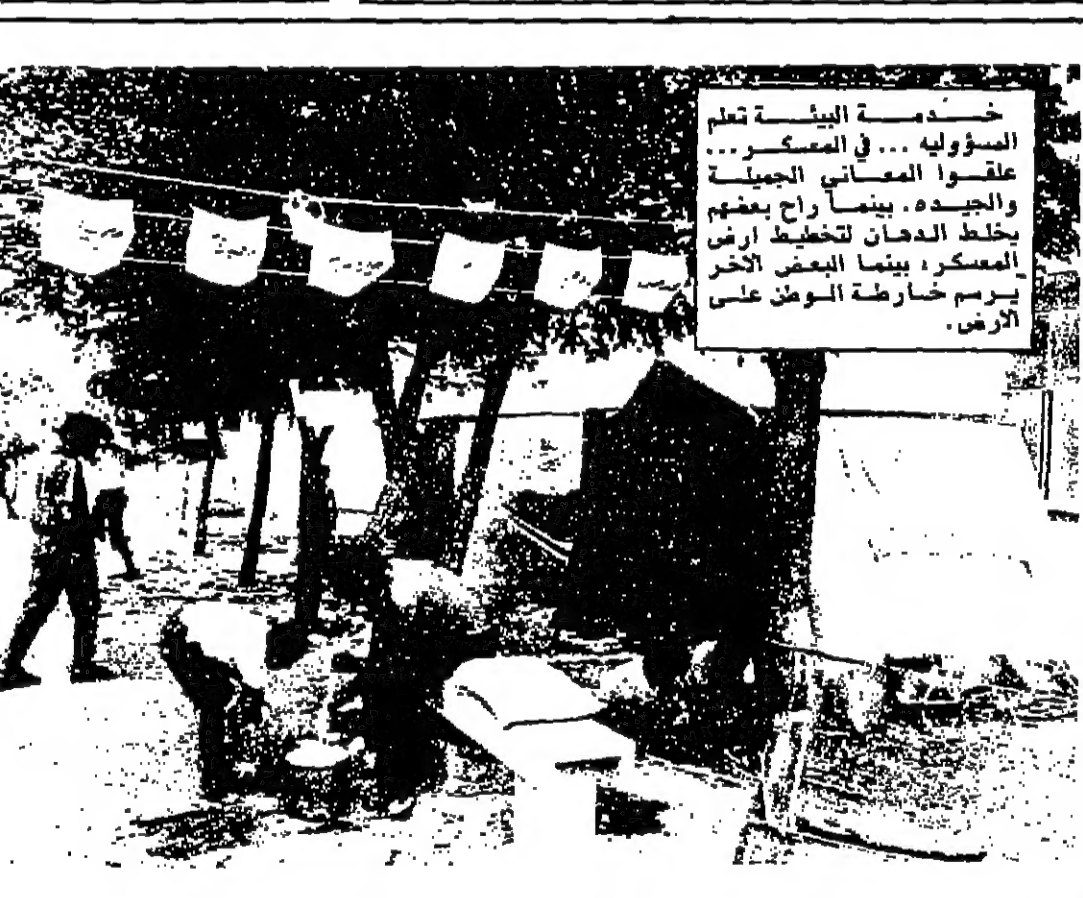 خدمة البيئة تعلم
المسؤوليه ... في المعسكر ...
علقوا المعاني الجميلة
والجيده. بينما راح بعضهم
يخلط الدهان لتخطيط ارض
المعسكر، بينما البعض الآخر
يرسم خارطة الوطن على
الارض.